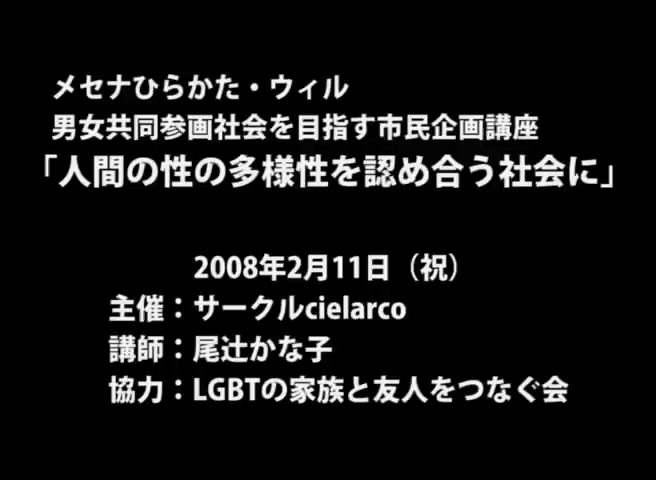 メセナひらかた・ウィル
男女共同参画社会を目指す市民企画講座
「人間の性の多様性を認め合う社会に」
2008年2月11日（祝）
主催：サークルcielarco
講師：尾辻かな子
協力：LGBTの家族と友人をつなぐ会